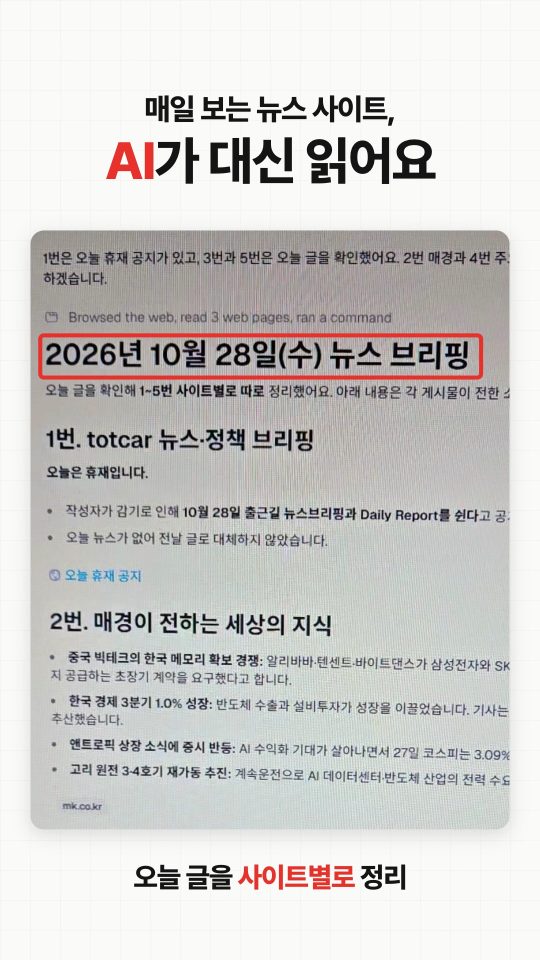 매일 보는 뉴스 사이트,
AI가 대신 읽어요
1번은 오늘 휴재 공지가 있고, 3번과 5번은 오늘 글을 확인했어요. 2번 매경과 4번 주
하겠습니다.
Browsed the web, read 3 web pages, ran a command
2026년 10월 28일(수) 뉴스 브리핑
오늘 글을 확인해 1~5번 사이트별로 따로 정리했어요. 아래 내용은 각 게시물이 전한 소
1번. totcar 뉴스·정책 브리핑
오늘은 휴재입니다.
• 작성자가 감기로 인해 10월 28일 출근길 뉴스브리핑과 Daily Report를 쉰다고 공
• 오늘 뉴스가 없어 전날 글로 대체하지 않았습니다.
오늘 휴재 공지
2번. 매경이 전하는 세상의 지식
• 중국 빅테크의 한국 메모리 확보 경쟁: 알리바바·텐센트·바이트댄스가 삼성전자와 SK
지 공급하는 초장기 계약을 요구했다고 합니다.
• 한국 경제 3분기 1.0% 성장: 반도체 수출과 설비투자가 성장을 이끌었습니다. 기사는
추산했습니다.
• 앤트로픽 상장 소식에 증시 반등: AI 수익화 기대가 살아나면서 27일 코스피는 3.09%
• 고리 원전 3·4호기 재가동 추진: 계속운전으로 AI 데이터센터·반도체 산업의 전력 수요
mk.co.kr
오늘 글을 사이트별로 정리